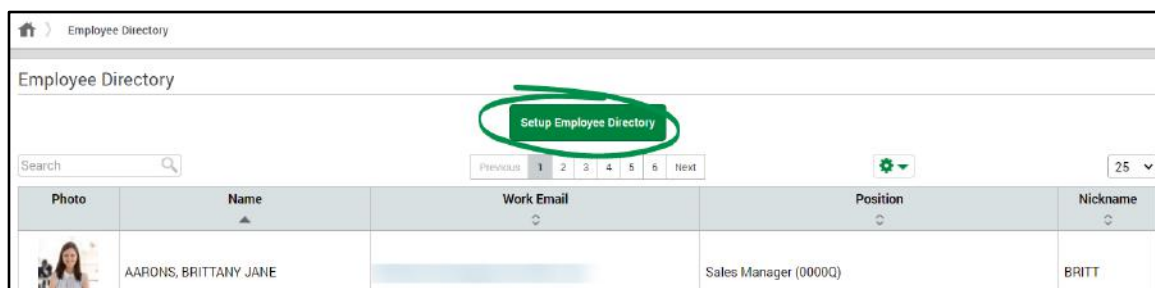 Employee Directory
Employee Directory
Setup Employee Directory
Search
Previous 1 2 3 4 5 6 Next
25
Photo Name Work Email Position Nickname
AARONS, BRITTANY JANE Sales Manager (0000Q) BRITT